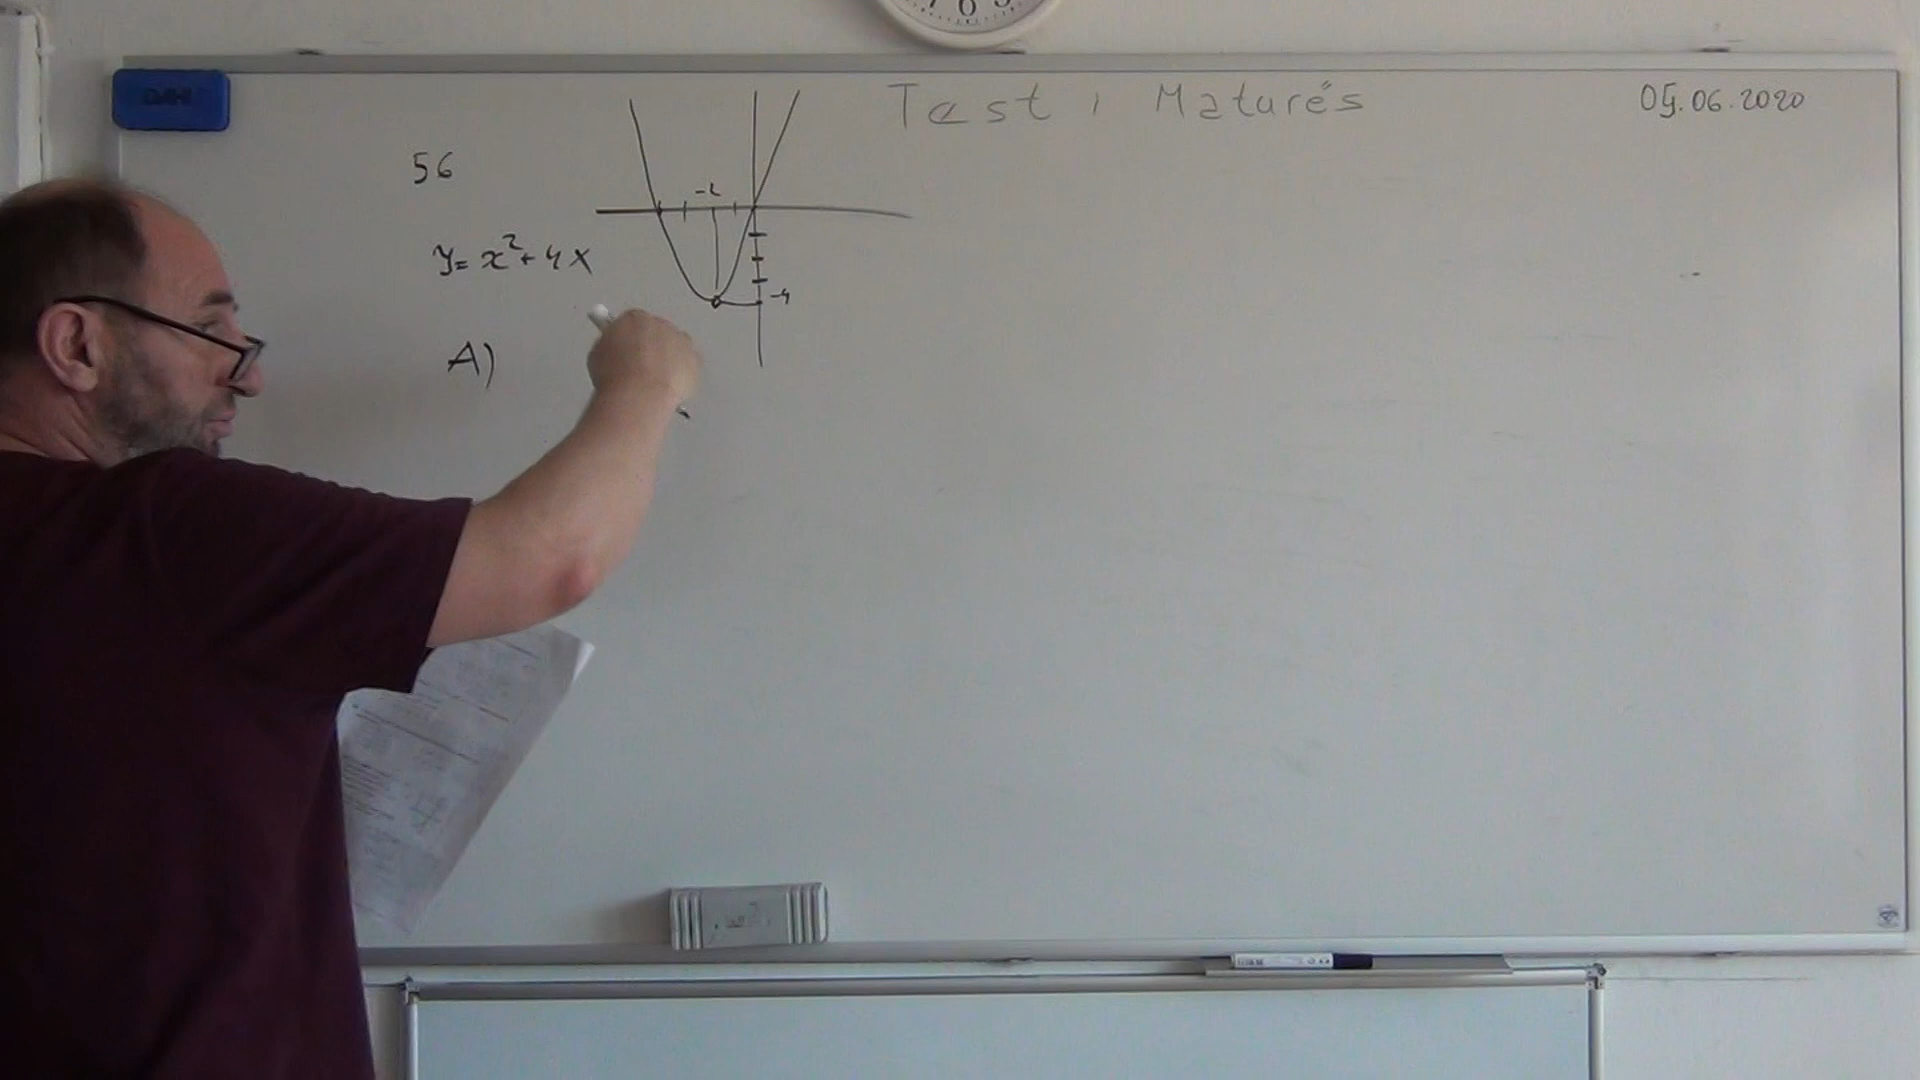 Test i Maturës
05.06.2020
56
-2
y = x² + 4x
-4
A)